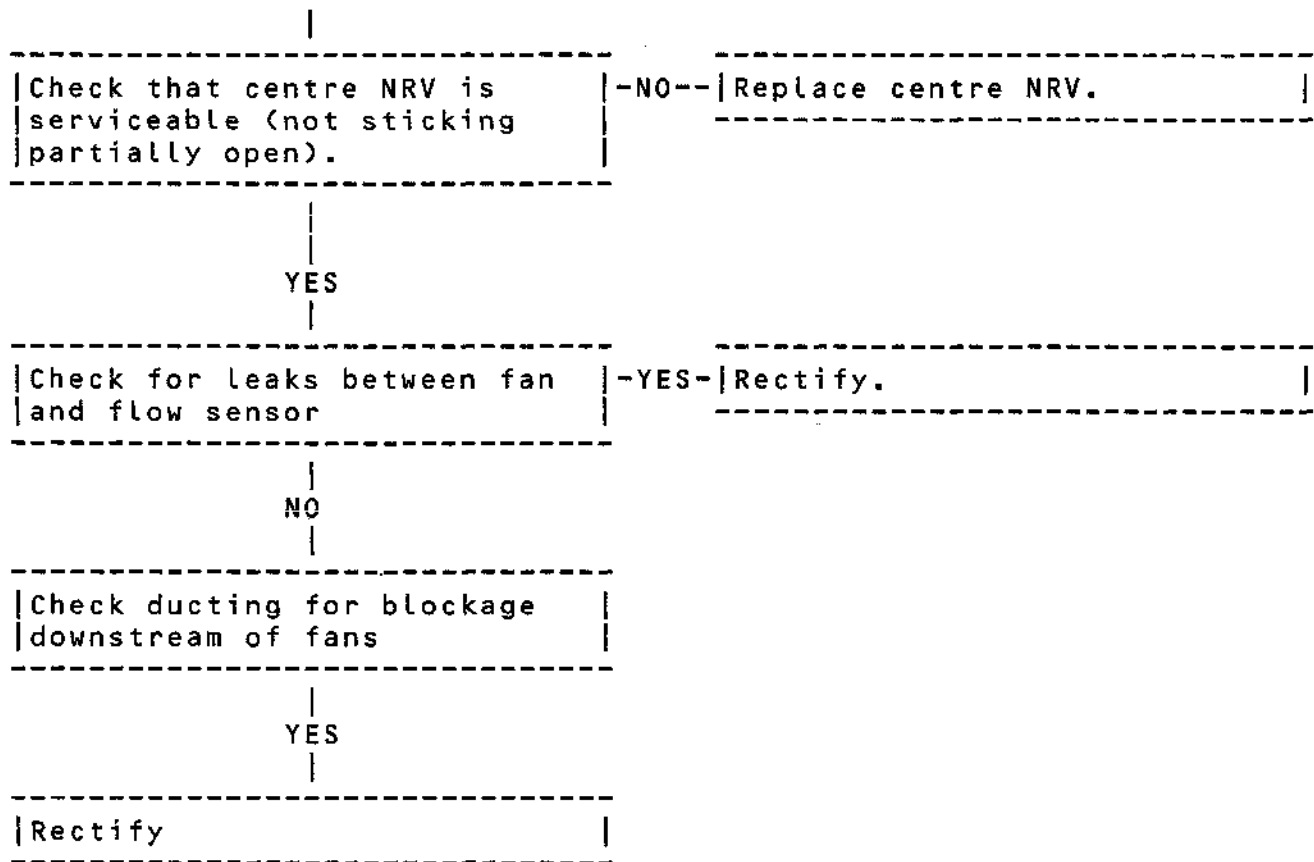 Check that centre NRV is
serviceable (not sticking
partially open).
-NO--
Replace centre NRV.
YES
Check for leaks between fan
and flow sensor
-YES-
Rectify.
NO
Check ducting for blockage
downstream of fans
YES
Rectify